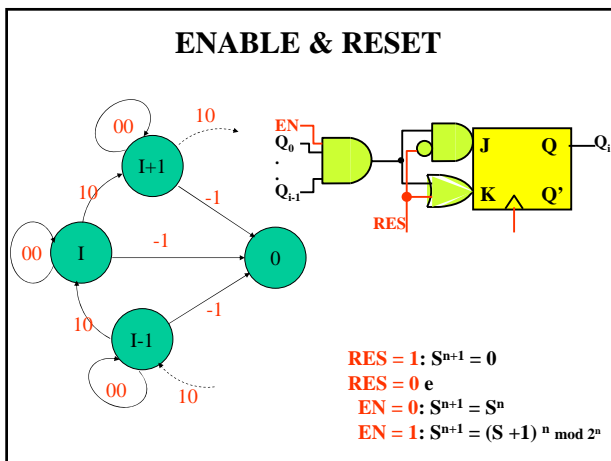 ENABLE & RESET
00
10
I+1
EN
Q0
.
.
Qi-1
J
Q
Qi
K
Q’
RES
10
-1
00
I
-1
0
10
I-1
-1
00
10
RES = 1: Sn+1 = 0
RES = 0 e
EN = 0: Sn+1 = Sn
EN = 1: Sn+1 = (S +1) n mod 2n